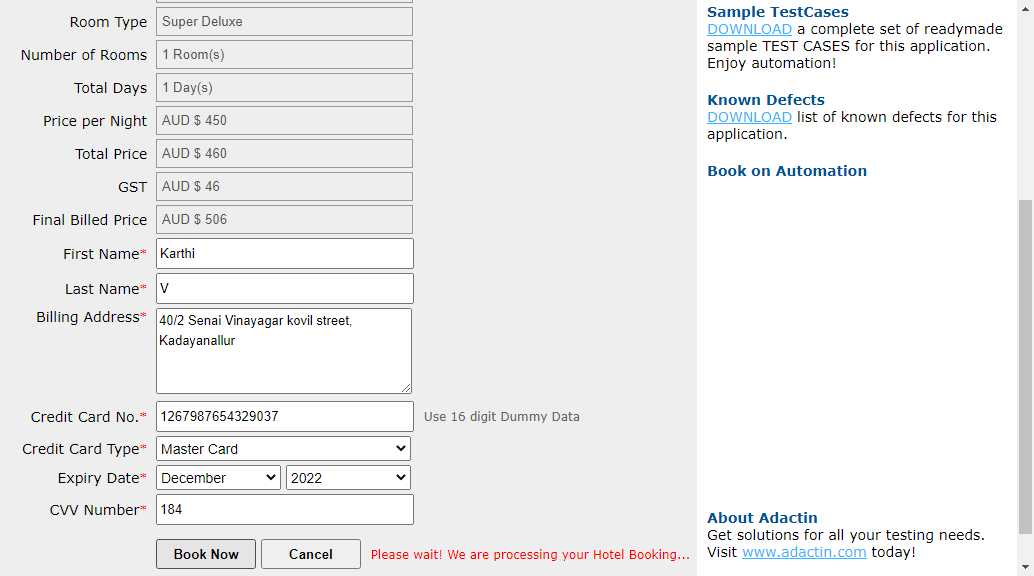 Room Type Super Deluxe
Number of Rooms 1 Room(s)
Total Days 1 Day(s)
Price per Night AUD $ 450
Total Price AUD $ 460
GST AUD $ 46
Final Billed Price AUD $ 506
First Name* Karthi
Last Name* V
Billing Address* 40/2 Senai Vinayagar kovil street,
Kadayanallur
Credit Card No.* 1267987654329037 Use 16 digit Dummy Data
Credit Card Type* Master Card
Expiry Date* December 2022
CVV Number* 184
Book Now Cancel Please wait! We are processing your Hotel Booking...
Sample TestCases
DOWNLOAD a complete set of readymade
sample TEST CASES for this application.
Enjoy automation!
Known Defects
DOWNLOAD list of known defects for this
application.
Book on Automation
About Adactin
Get solutions for all your testing needs.
Visit www.adactin.com today!